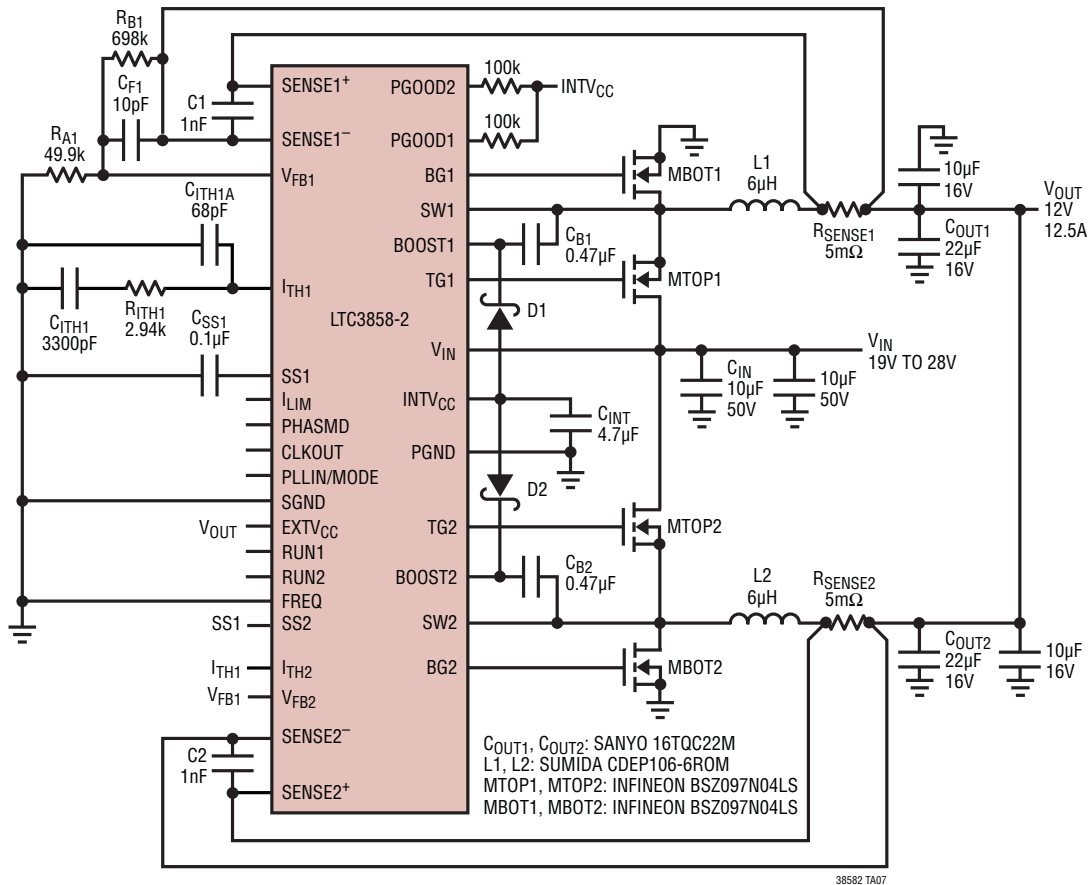 RB1
698k
CF1
10pF
RA1
49.9k
C1
1nF
CITH1A
68pF
RITH1
2.94k
CITH1
3300pF
CSS1
0.1µF
VOUT
SS1
ITH1
VFB1
C2
1nF
SENSE1+
SENSE1–
VFB1
ITH1
SS1
ILIM
PHASMD
CLKOUT
PLLIN/MODE
SGND
EXTVCC
RUN1
RUN2
FREQ
SS2
ITH2
VFB2
SENSE2–
SENSE2+
LTC3858-2
PGOOD2
PGOOD1
BG1
SW1
BOOST1
TG1
VIN
INTVCC
PGND
TG2
BOOST2
SW2
BG2
100k
INTVCC
100k
MBOT1
L1
6µH
CB1
0.47µF
MTOP1
D1
RSENSE1
5mΩ
10µF
16V
COUT1
22µF
16V
VOUT
12V
12.5A
VIN
19V TO 28V
CIN
10µF
50V
10µF
50V
CINT
4.7µF
D2
MTOP2
CB2
0.47µF
L2
6µH
RSENSE2
5mΩ
MBOT2
COUT2
22µF
16V
10µF
16V
COUT1, COUT2: SANYO 16TQC22M
L1, L2: SUMIDA CDEP106-6ROM
MTOP1, MTOP2: INFINEON BSZ097N04LS
MBOT1, MBOT2: INFINEON BSZ097N04LS
38582 TA07